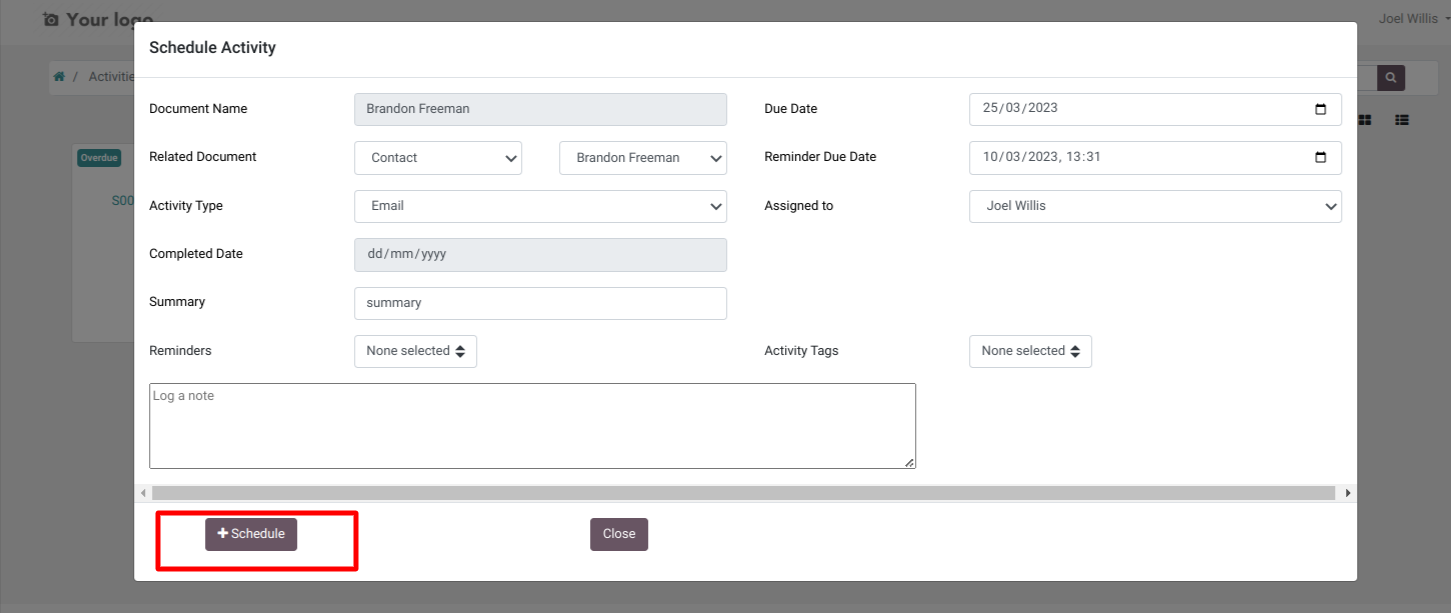 Your logo
Joel Willis
Schedule Activity
/ Activitie
Document Name
Brandon Freeman
Due Date
25/03/2023
Related Document
Contact
Brandon Freeman
Reminder Due Date
10/03/2023, 13:31
Overdue
S00
Activity Type
Email
Assigned to
Joel Willis
Completed Date
dd/mm/yyyy
Summary
summary
Reminders
None selected
Activity Tags
None selected
Log a note
+ Schedule
Close